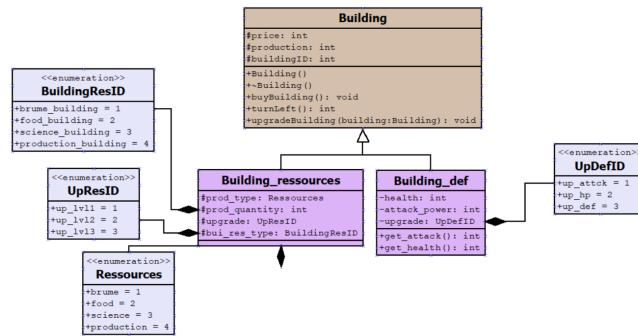 Building
#price: int
#production: int
#buildingID: int
+Building()
+~Building()
+buyBuilding(): void
+turnLeft(): int
+upgradeBuilding(building:Building): void
<<enumeration>>
BuildingResID
+brume_building = 1
+food_building = 2
+science_building = 3
+production_building = 4
<<enumeration>>
UpResID
+up_lvl1 = 1
+up_lvl2 = 2
+up_lvl3 = 3
<<enumeration>>
Ressources
+brume = 1
+food = 2
+science = 3
+production = 4
Building_ressources
#prod_type: Ressources
#prod_quantity: int
#upgrade: UpResID
#bui_res_type: BuildingResID
Building_def
~health: int
~attack_power: int
~upgrade: UpDefID
+get_attack(): int
+get_health(): int
<<enumeration>>
UpDefID
+up_attck = 1
+up_hp = 2
+up_def = 3